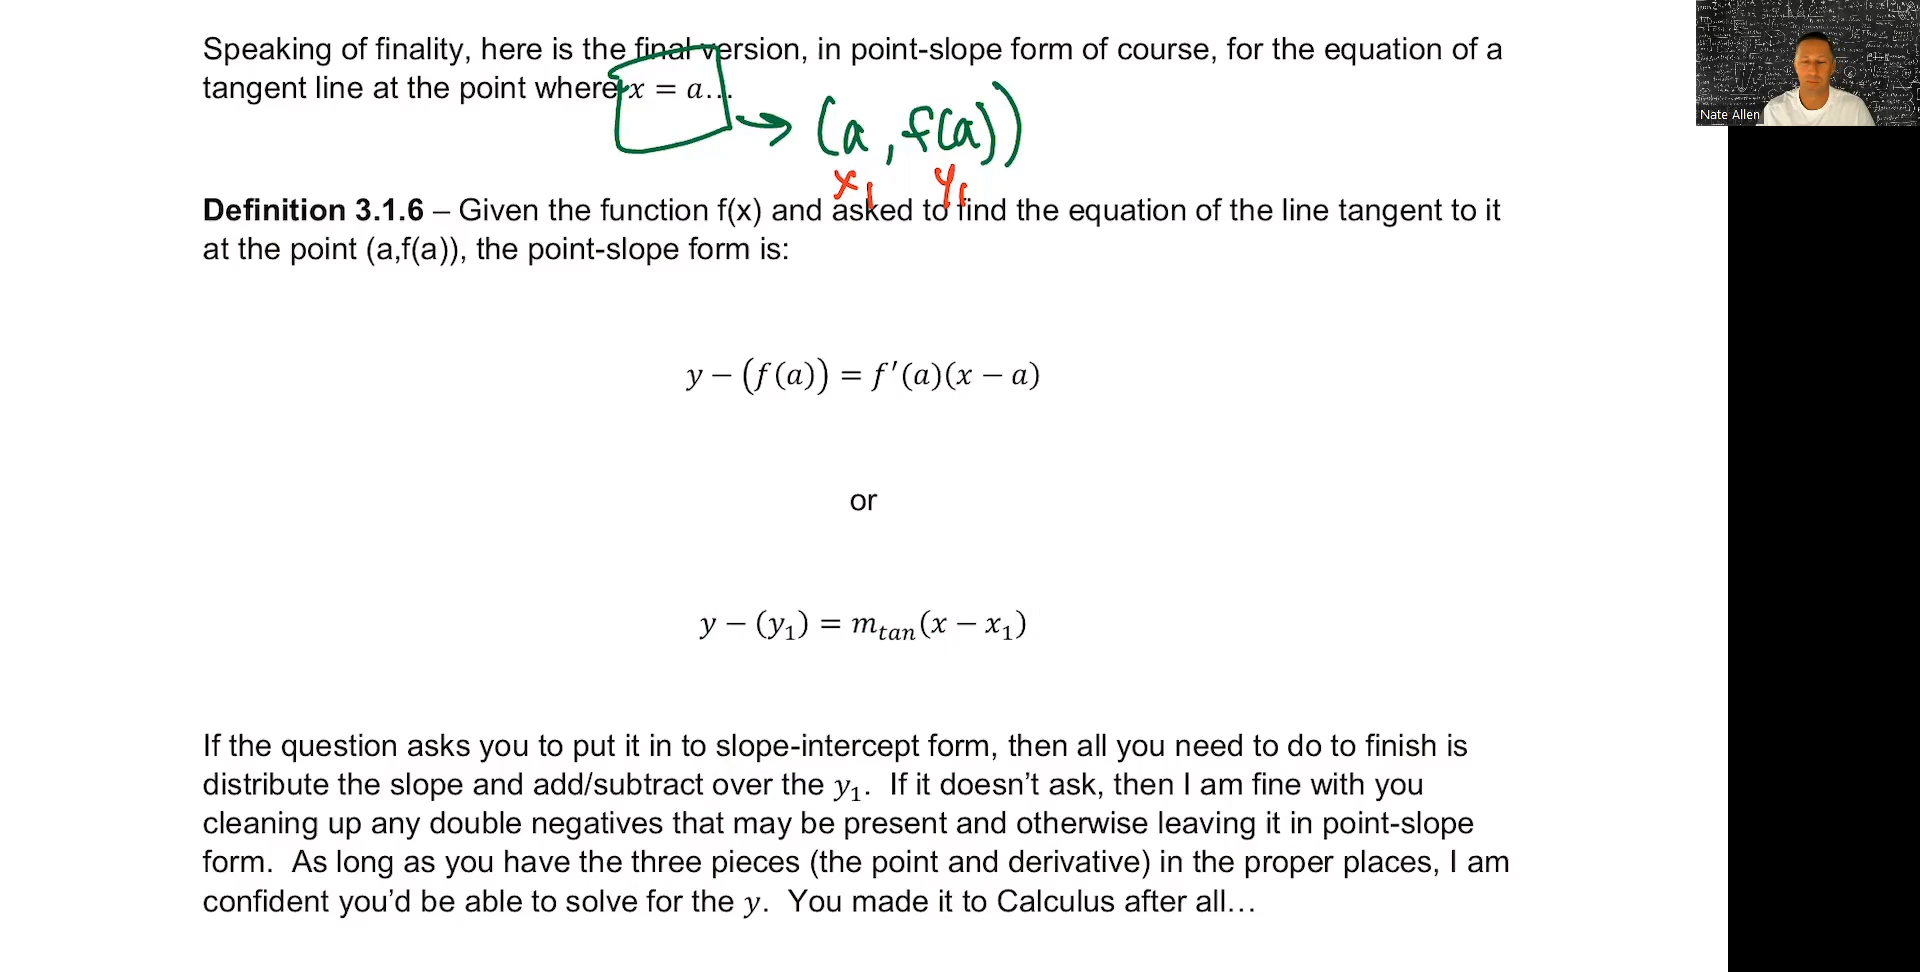 Speaking of finality, here is the final version, in point-slope form of course, for the equation of a
tangent line at the point where x = a…
(a, f(a))
x₁ y₁
Definition 3.1.6 – Given the function f(x) and asked to find the equation of the line tangent to it
at the point (a,f(a)), the point-slope form is:
y − (f(a)) = f′(a)(x − a)
or
y − (y₁) = mₜₐₙ(x − x₁)
If the question asks you to put it in to slope-intercept form, then all you need to do to finish is
distribute the slope and add/subtract over the y₁. If it doesn’t ask, then I am fine with you
cleaning up any double negatives that may be present and otherwise leaving it in point-slope
form. As long as you have the three pieces (the point and derivative) in the proper places, I am
confident you’d be able to solve for the y. You made it to Calculus after all…
Nate Allen